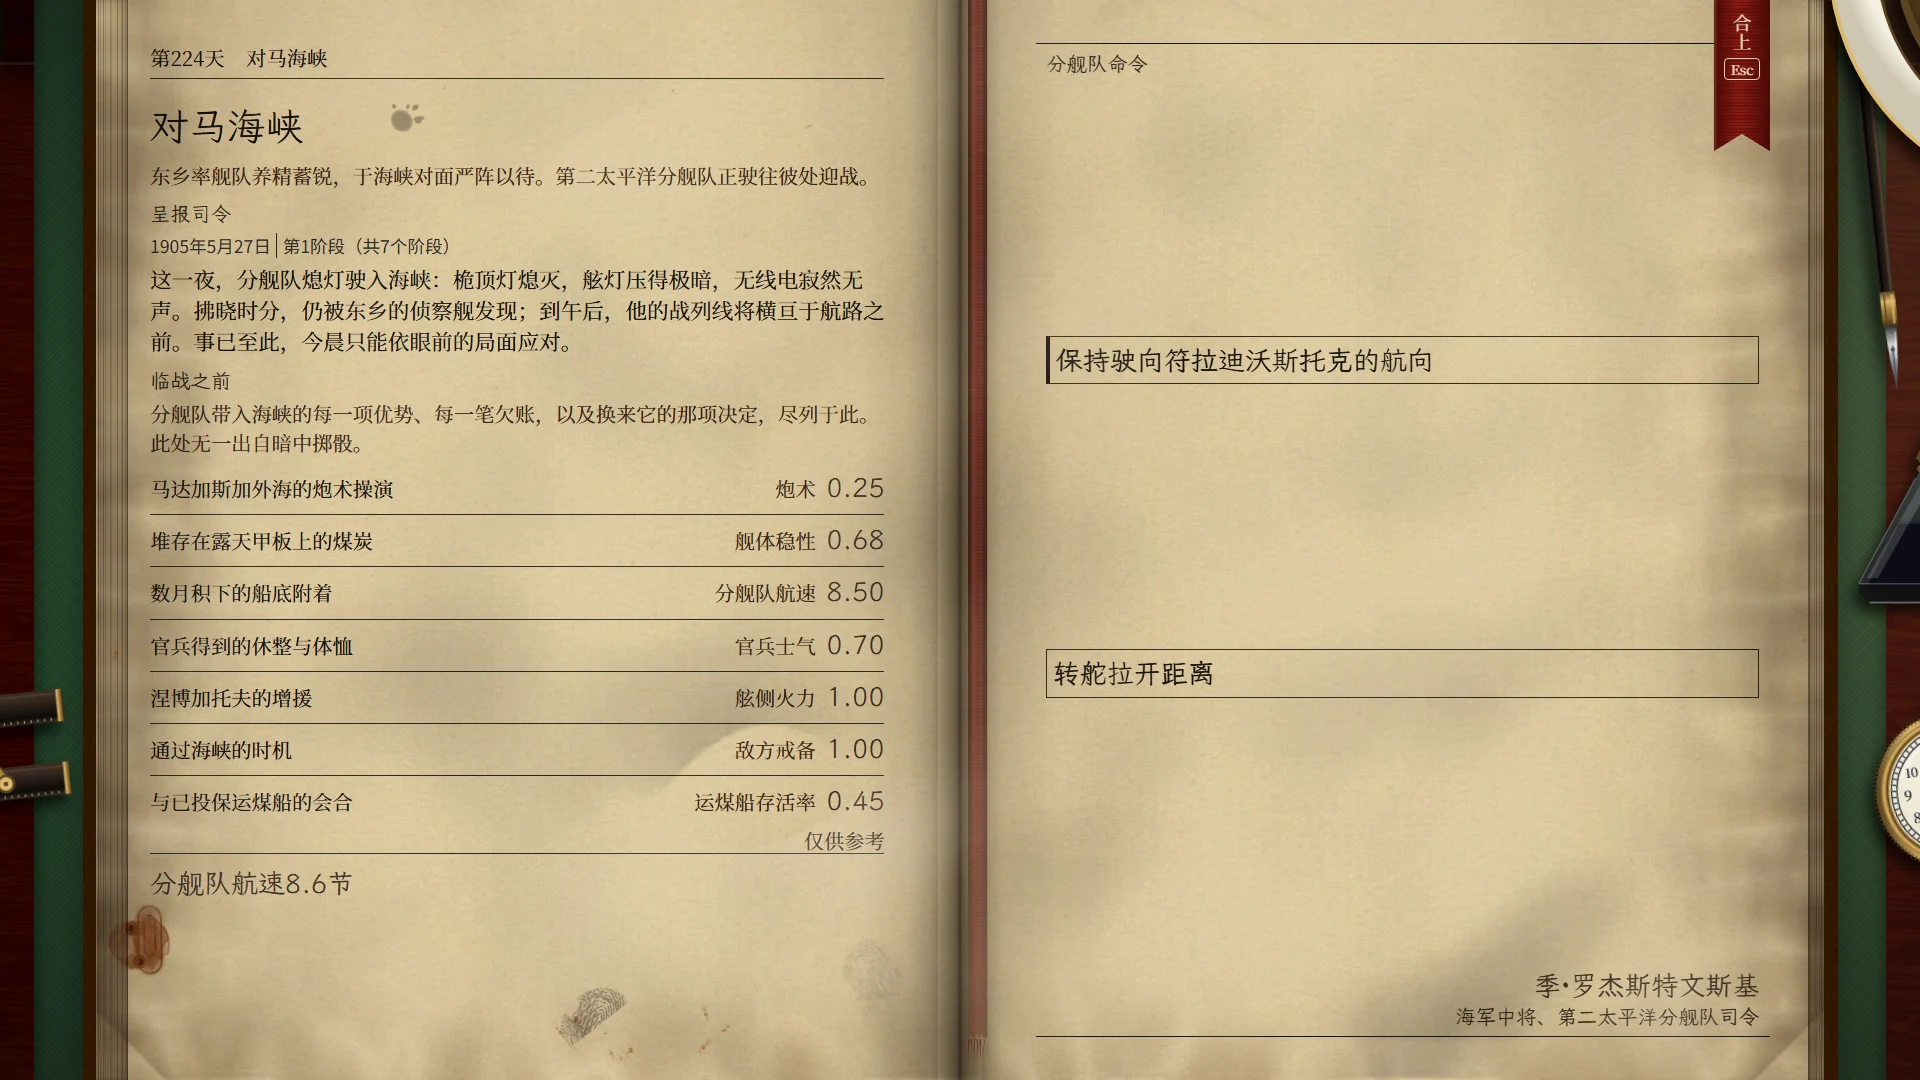 第224天 对马海峡
对马海峡
东乡率舰队养精蓄锐，于海峡对面严阵以待。第二太平洋分舰队正驶往彼处迎战。
呈报司令
1905年5月27日 第1阶段（共7个阶段）
这一夜，分舰队熄灯驶入海峡：桅顶灯熄灭，舷灯压得极暗，无线电寂然无
声。拂晓时分，仍被东乡的侦察舰发现；到午后，他的战列线将横亘于航路之
前。事已至此，今晨只能依眼前的局面应对。
临战之前
分舰队带入海峡的每一项优势、每一笔欠账，以及换来它的那项决定，尽列于此。
此处无一出自暗中掷骰。
马达加斯加外海的炮术操演 炮术 0.25
堆存在露天甲板上的煤炭 舰体稳性 0.68
数月积下的船底附着 分舰队航速 8.50
官兵得到的休整与体恤 官兵士气 0.70
涅博加托夫的增援 舷侧火力 1.00
通过海峡的时机 敌方戒备 1.00
与已投保运煤船的会合 运煤船存活率 0.45
仅供参考
分舰队航速8.6节
分舰队命令
保持驶向符拉迪沃斯托克的航向
转舵拉开距离
季·罗杰斯特文斯基
海军中将、第二太平洋分舰队司令
合上
Esc
10
9
8